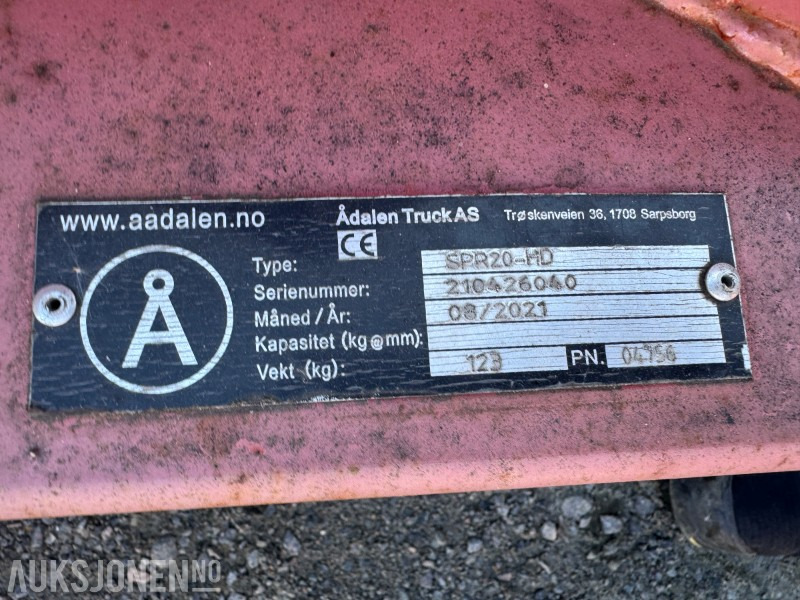 www.aadalen.no Ådalen Truck AS Trøskenveien 36, 1708 Sarpsborg
CE
Å
Type: SPR20-HD
Serienummer: 210426040
Måned / År: 08/2021
Kapasitet (kg@mm):
Vekt (kg): 123 PN. 04756
AUKSJONEN.NO